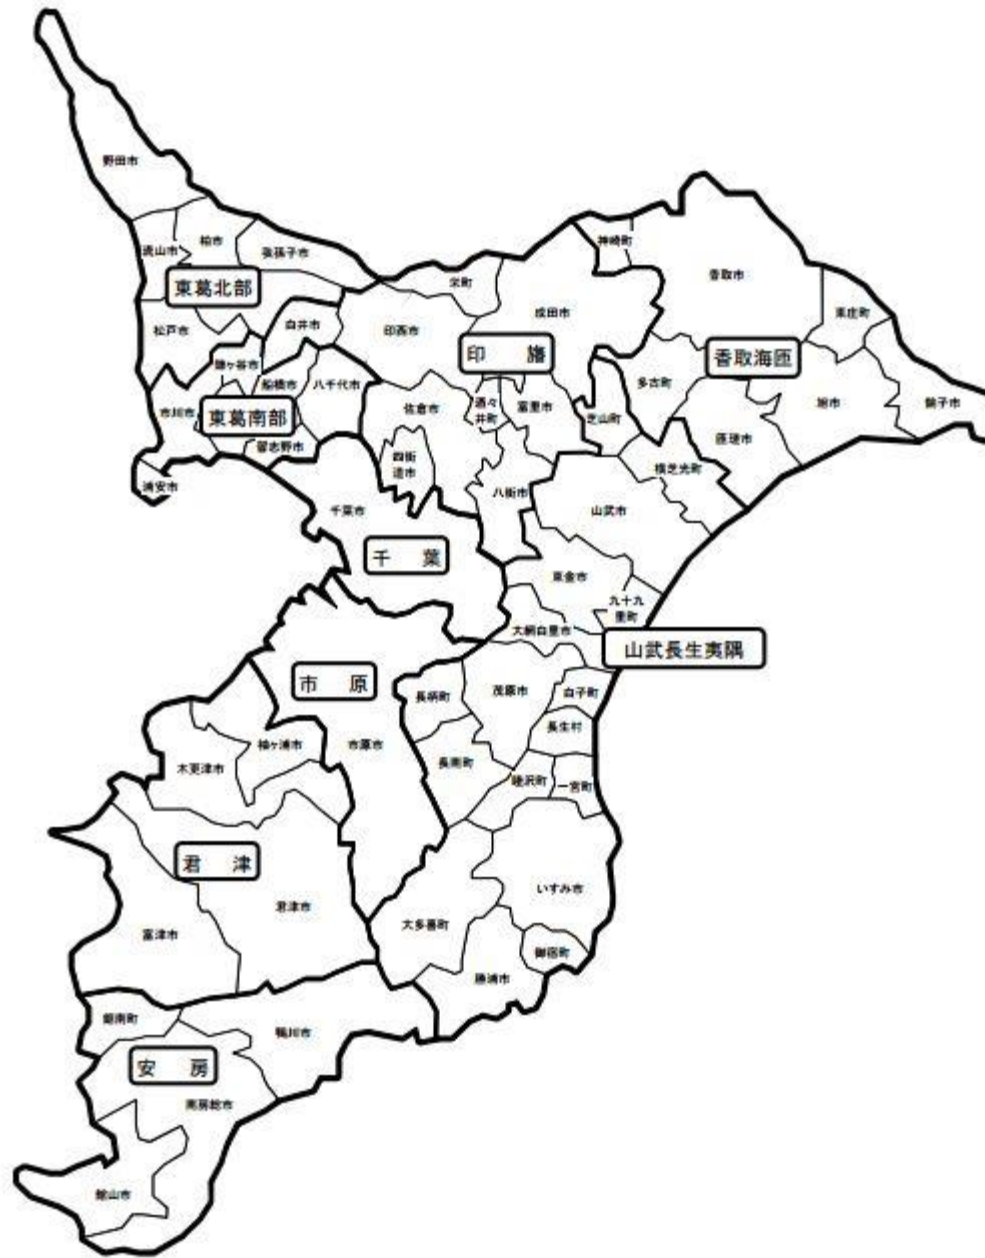 野田市
流山市
柏市
我孫子市
東葛北部
松戸市
白井市
鎌ヶ谷市
船橋市
八千代市
市川市
東葛南部
習志野市
浦安市
栄町
印西市
成田市
印　旛
佐倉市
酒々
井町
富里市
四街
道市
八街市
神崎町
香取市
東庄町
香取海匝
多古町
旭市
銚子市
匝瑳市
芝山町
横芝光町
山武市
東金市
九十九
里町
大網白里市
山武長生夷隅
千葉市
千　葉
市　原
市原市
長柄町
茂原市
白子町
長生村
長南町
睦沢町
一宮町
いすみ市
大多喜町
御宿町
勝浦市
袖ヶ浦市
木更津市
君　津
君津市
富津市
鋸南町
鴨川市
安　房
南房総市
館山市